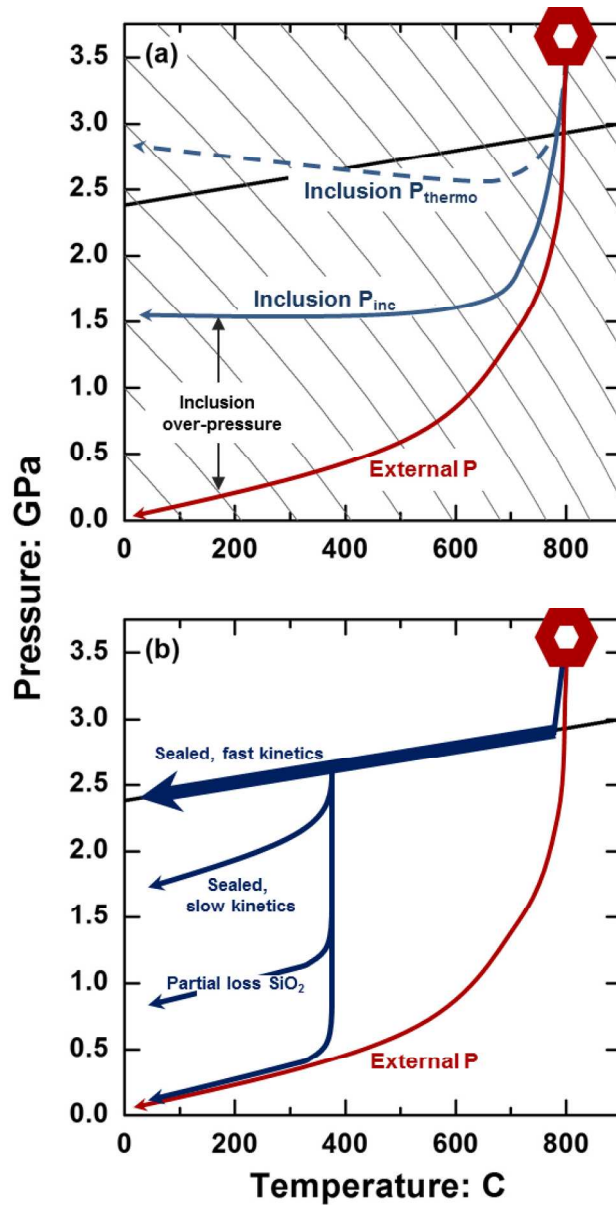 Pressure: GPa
(a)
3.5
3.0
2.5
2.0
1.5
1.0
0.5
0.0
Inclusion Pthermo
Inclusion Pinc
Inclusion
over-pressure
External P
0 200 400 600 800
(b)
3.5
3.0
2.5
2.0
1.5
1.0
0.5
0.0
Sealed, fast kinetics
Sealed,
slow kinetics
Partial loss SiO2
External P
0 200 400 600 800
Temperature: C